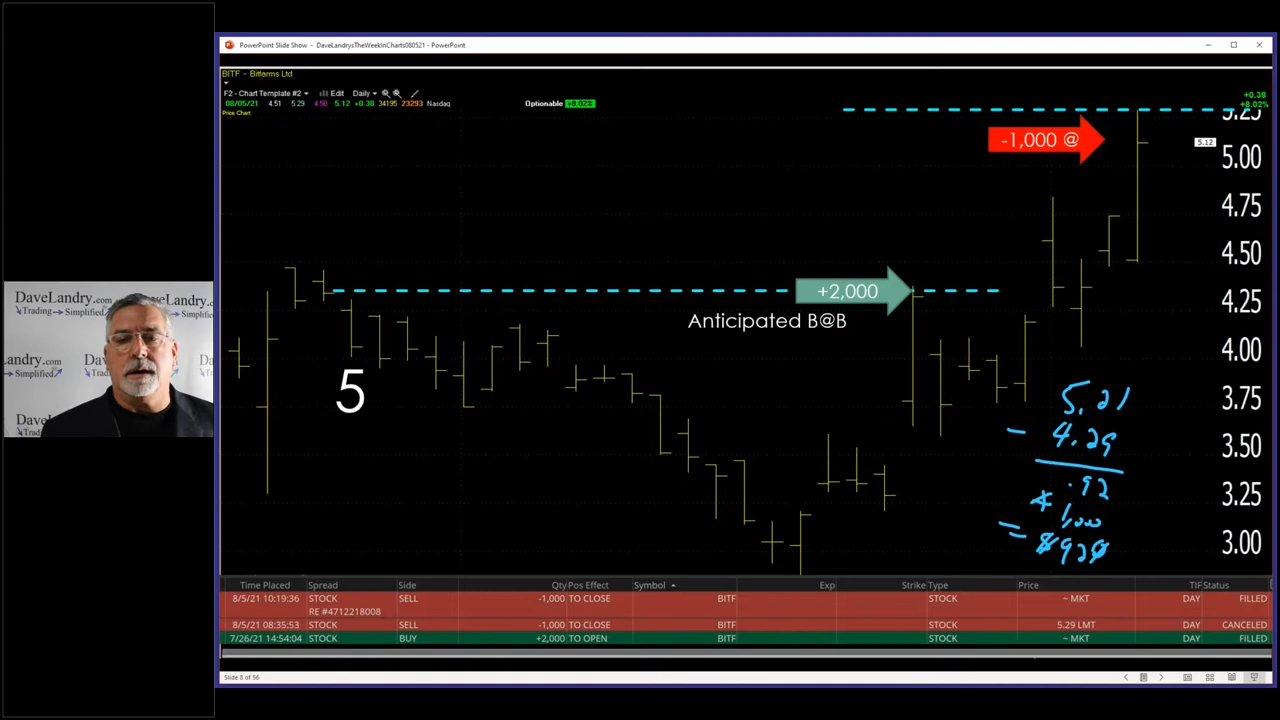 PowerPoint Slide Show - DaveLandrysTheWeekInCharts080521 - PowerPoint
BITF - Bitfarms Ltd
F2 - Chart Template #2 Edit Daily
08/05/21 4.51 5.29 4.50 5.12 +0.38 34195 23293 Nasdaq Optionable +8.02%
Price Chart
+0.38
+8.02%
5.25
-1,000 @
5.12
5.00
4.75
4.50
+2,000
4.25
Anticipated B@B
4.00
3.75
3.50
3.25
3.00
5
5.21
- 4.29
.92
* 1,000
= $920
DaveLandry.com
Trading Simplified
Time Placed Spread Side Qty Pos Effect Symbol Exp Strike Type Price TIF Status
8/5/21 10:19:36 STOCK SELL -1,000 TO CLOSE BITF STOCK ~ MKT DAY FILLED
RE #4712218008
8/5/21 08:35:53 STOCK SELL -1,000 TO CLOSE BITF STOCK 5.29 LMT DAY CANCELED
7/26/21 14:54:04 STOCK BUY +2,000 TO OPEN BITF STOCK ~ MKT DAY FILLED
Slide 8 of 56